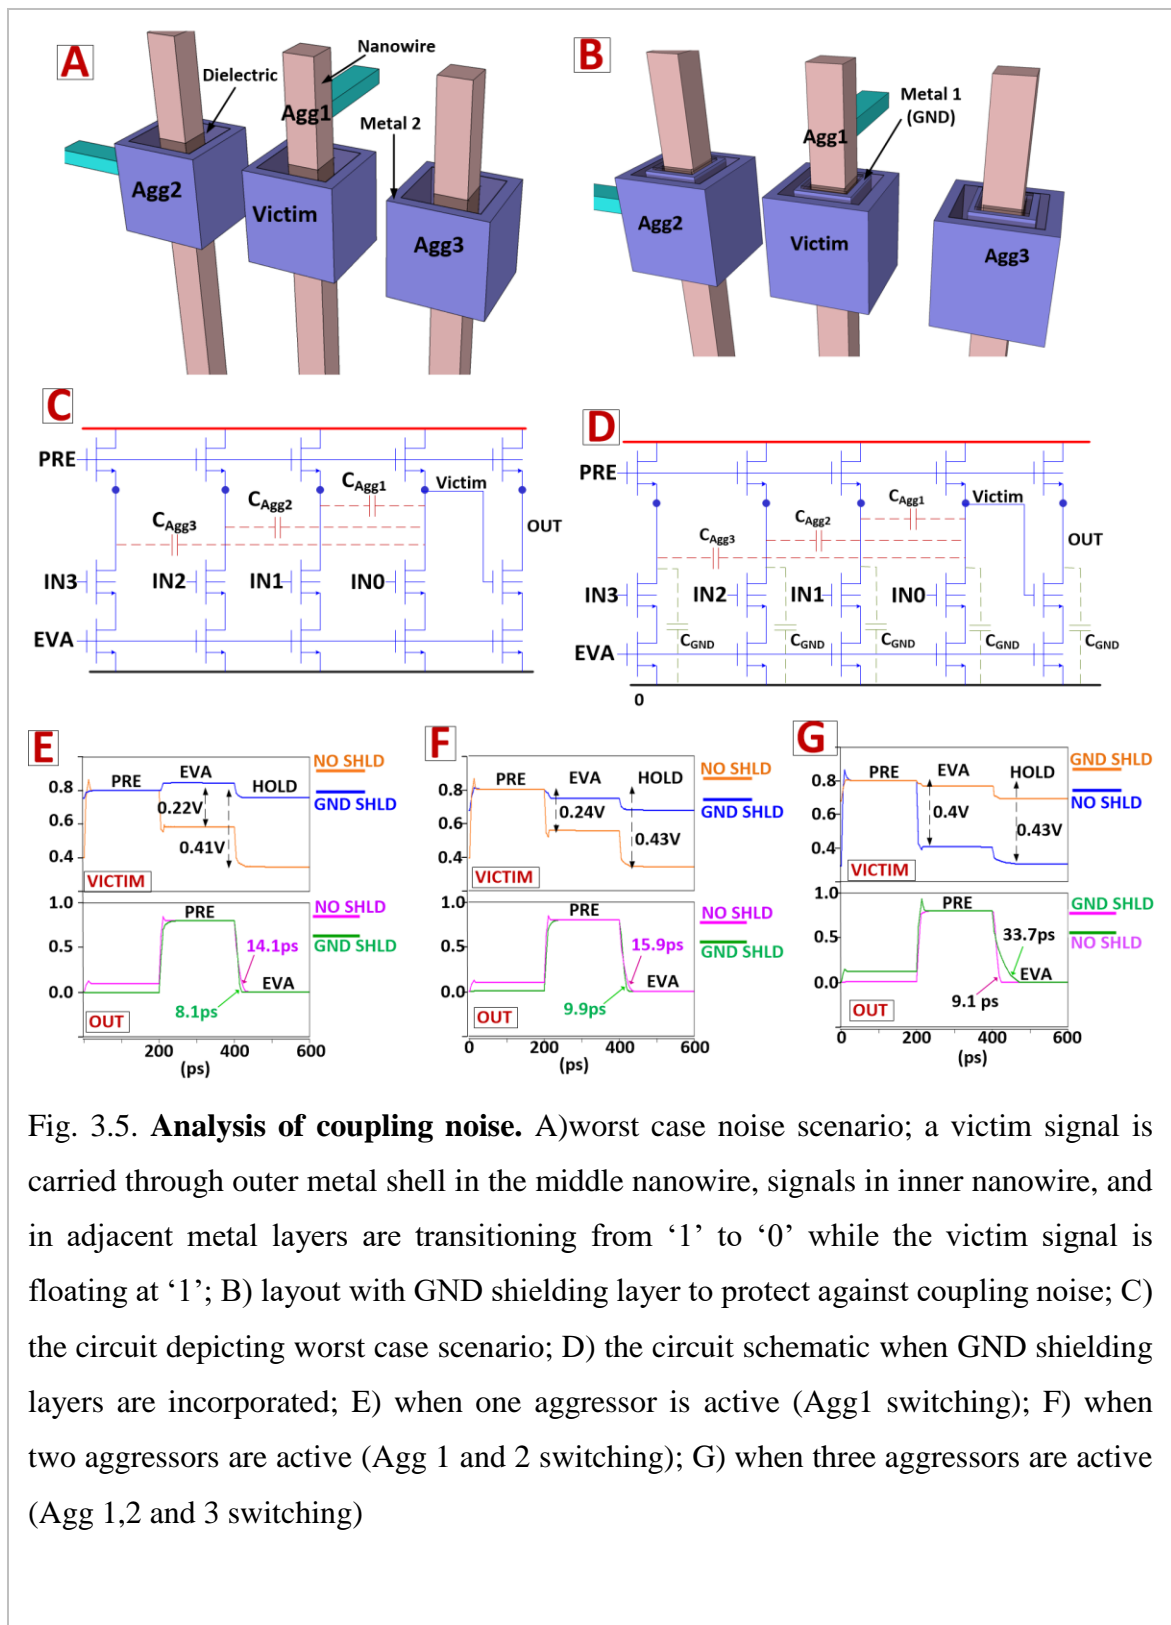 A
Dielectric
Nanowire
Agg1
Metal 2
Agg2
Victim
Agg3
B
Metal 1
(GND)
Agg1
Agg2
Victim
Agg3
C
PRE
CAgg1
Victim
CAgg2
CAgg3
OUT
IN3
IN2
IN1
IN0
EVA
D
PRE
CAgg1
Victim
CAgg2
CAgg3
OUT
IN3
IN2
IN1
IN0
CGND
CGND
CGND
CGND
CGND
EVA
0
E
NO SHLD
GND SHLD
0.8
0.6
0.4
PRE
EVA
HOLD
0.22V
0.41V
VICTIM
1.0
0.5
0.0
PRE
NO SHLD
GND SHLD
14.1ps
8.1ps
EVA
OUT
0
200
400
600
(ps)
F
NO SHLD
GND SHLD
0.8
0.6
0.4
PRE
EVA
HOLD
0.24V
0.43V
VICTIM
1.0
0.5
0.0
PRE
NO SHLD
GND SHLD
15.9ps
9.9ps
EVA
OUT
0
200
400
600
(ps)
G
GND SHLD
NO SHLD
0.8
0.4
PRE
EVA
HOLD
0.4V
0.43V
VICTIM
1.0
0.5
0.0
PRE
GND SHLD
NO SHLD
33.7ps
9.1 ps
EVA
OUT
0
200
400
600
(ps)
Fig. 3.5. Analysis of coupling noise. A)worst case noise scenario; a victim signal is
carried through outer metal shell in the middle nanowire, signals in inner nanowire, and
in adjacent metal layers are transitioning from ‘1’ to ‘0’ while the victim signal is
floating at ‘1’; B) layout with GND shielding layer to protect against coupling noise; C)
the circuit depicting worst case scenario; D) the circuit schematic when GND shielding
layers are incorporated; E) when one aggressor is active (Agg1 switching); F) when
two aggressors are active (Agg 1 and 2 switching); G) when three aggressors are active
(Agg 1,2 and 3 switching)